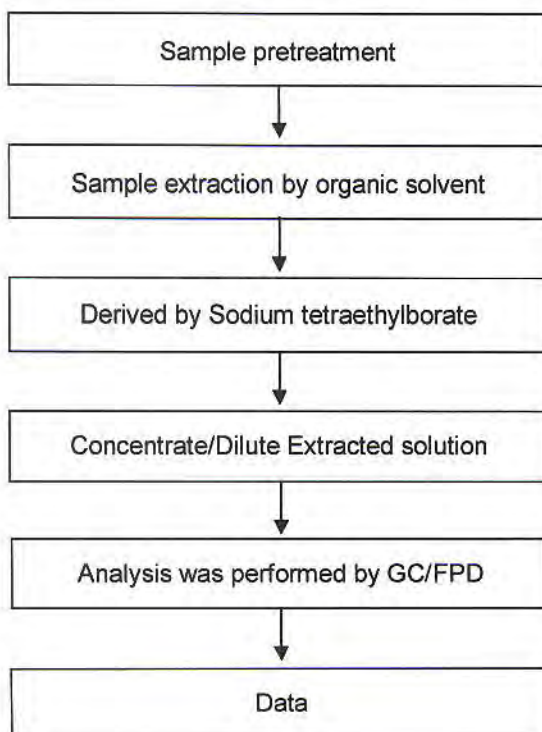 Sample pretreatment
Sample extraction by organic solvent
Derived by Sodium tetraethylborate
Concentrate/Dilute Extracted solution
Analysis was performed by GC/FPD
Data